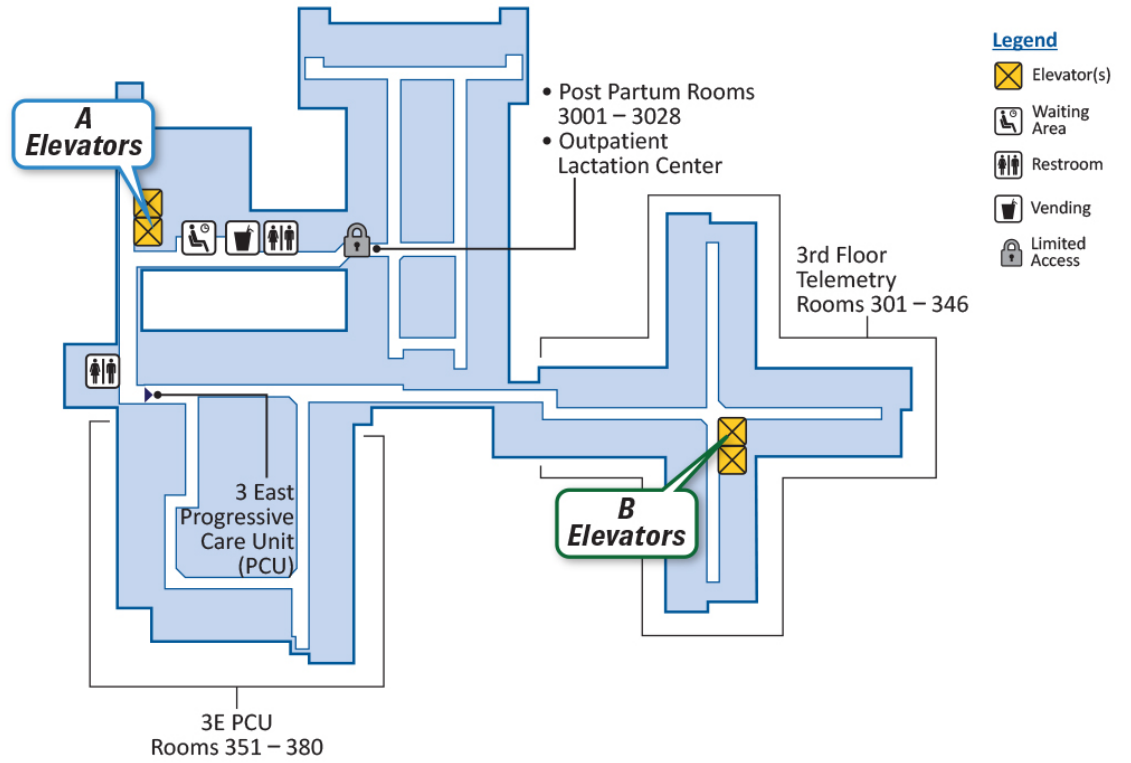 A
Elevators
• Post Partum Rooms
3001 – 3028
• Outpatient
Lactation Center
Legend
Elevator(s)
Waiting
Area
Restroom
Vending
Limited
Access
3rd Floor
Telemetry
Rooms 301 – 346
3 East
Progressive
Care Unit
(PCU)
B
Elevators
3E PCU
Rooms 351 – 380